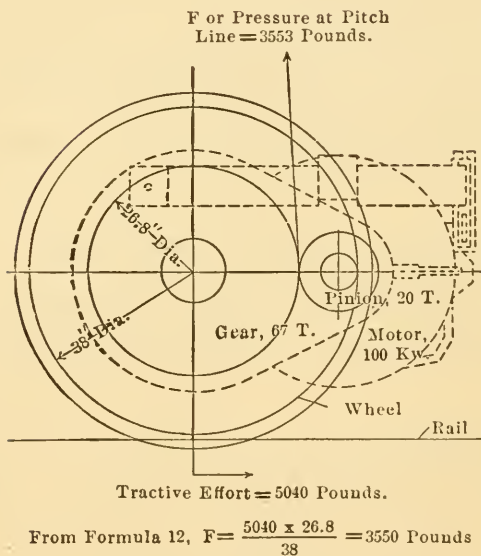 F or Pressure at Pitch
Line = 3553 Pounds.
C
26.8" Dia.
38" Dia.
Pinion, 20 T.
Gear, 67 T.
Motor,
100 Kw.
Wheel
Rail
Tractive Effort = 5040 Pounds.
From Formula 12, F = 5040 x 26.8 / 38 = 3550 Pounds